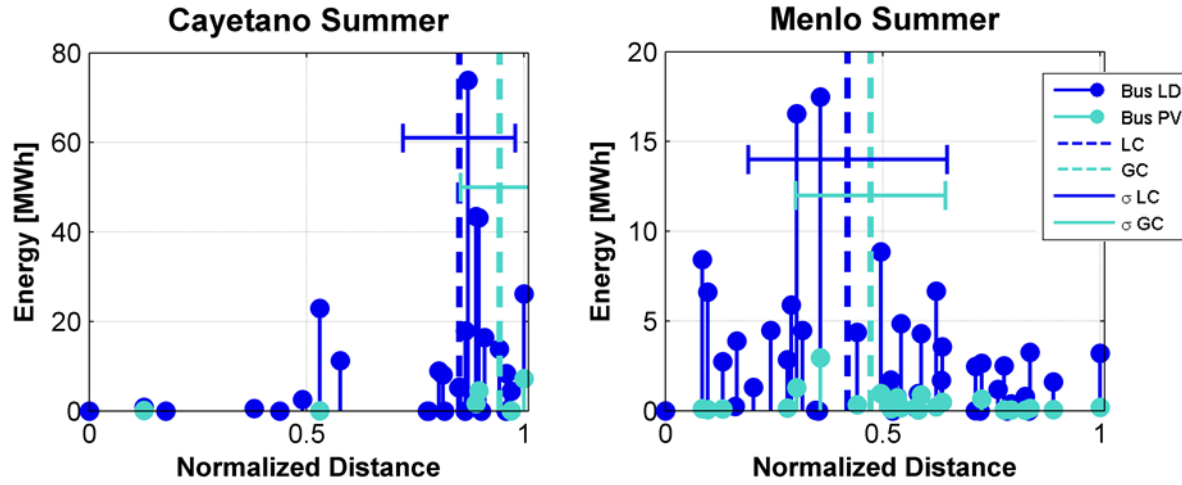 Cayetano Summer
80
60
40
20
0
0
0.5
1
Energy [MWh]
Normalized Distance
Menlo Summer
20
15
10
5
0
0
0.5
1
Energy [MWh]
Normalized Distance
Bus LD
Bus PV
LC
GC
σ LC
σ GC